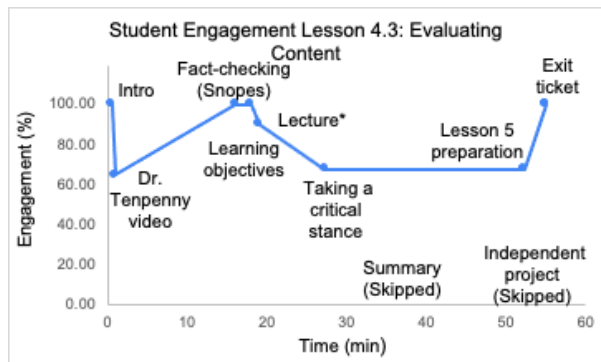 Student Engagement Lesson 4.3: Evaluating
Content
Engagement (%)
100.00
80.00
60.00
40.00
20.00
0.00
Intro
Dr.
Tenpenny
video
Fact-checking
(Snopes)
Learning
objectives
Lecture*
Taking a
critical
stance
Summary
(Skipped)
Lesson 5
preparation
Independent
project
(Skipped)
Exit
ticket
0
10
20
30
40
50
60
Time (min)